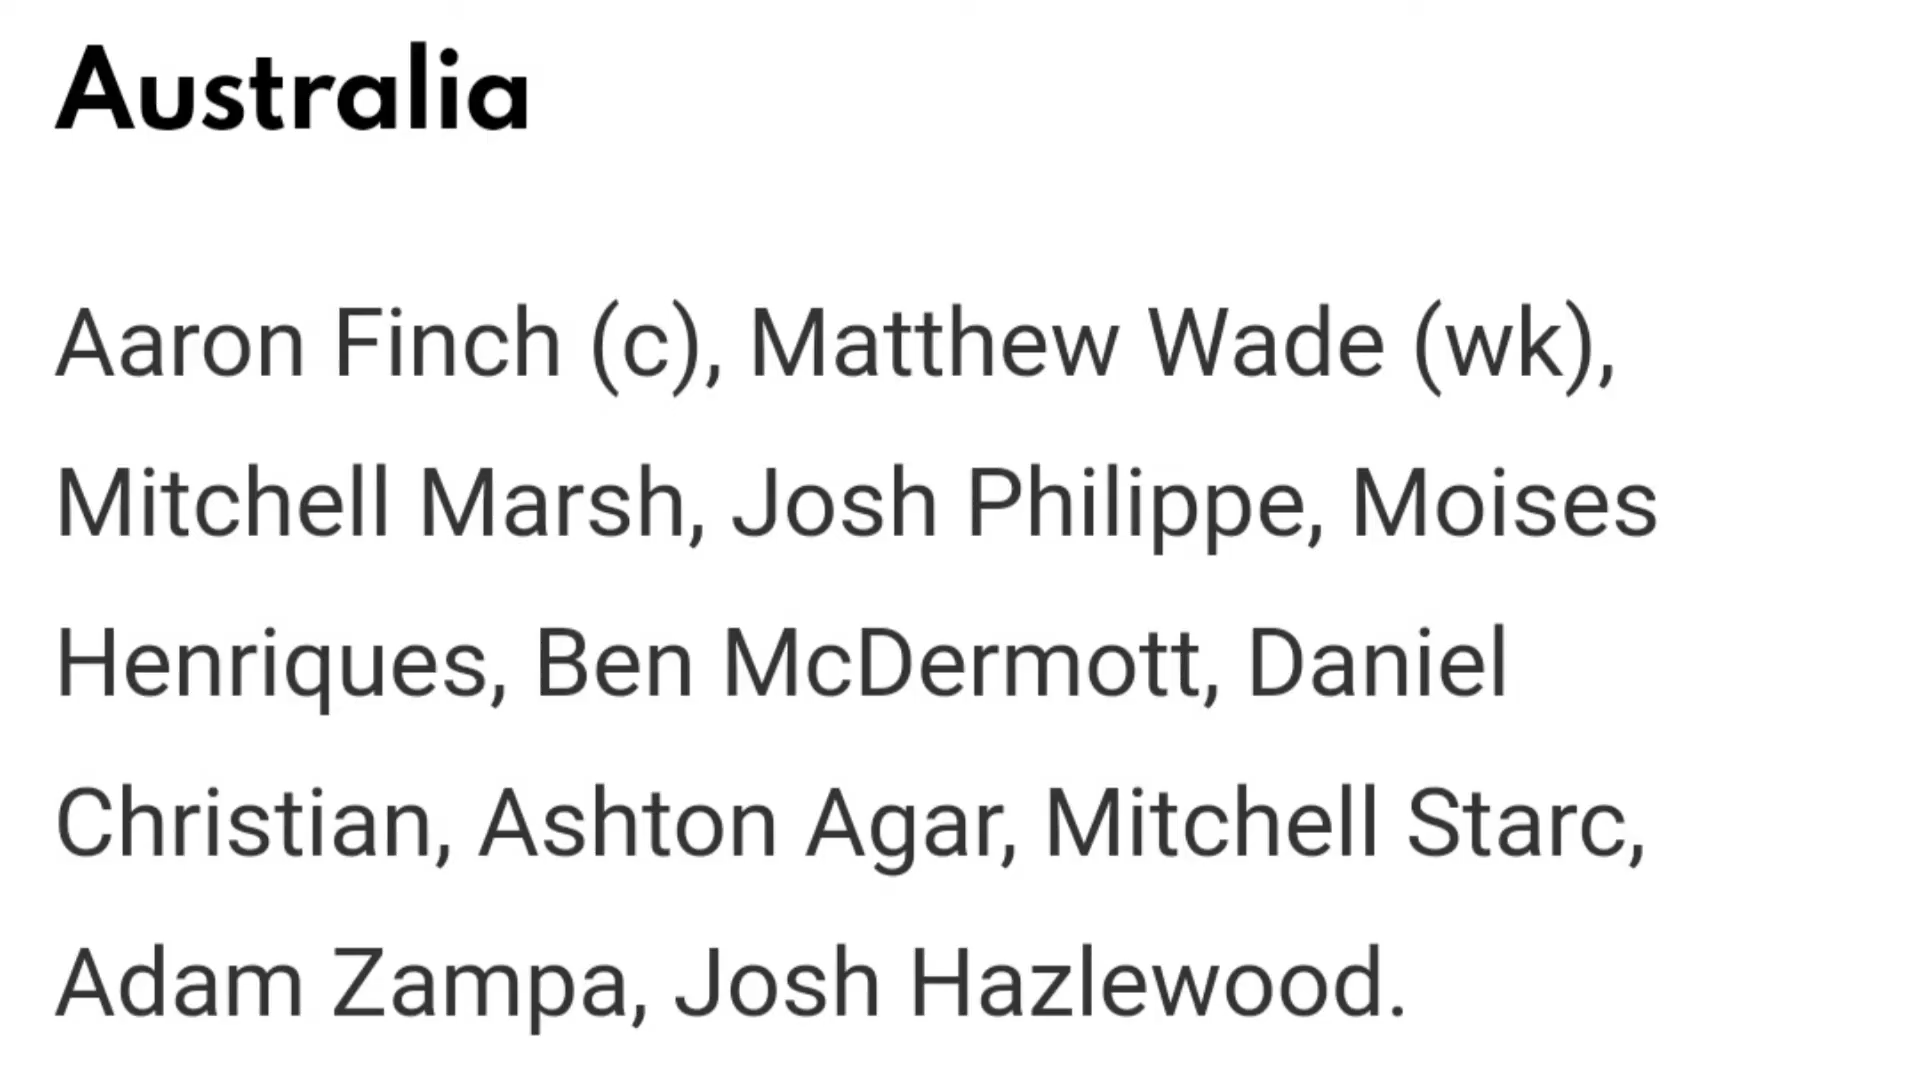 Australia
Aaron Finch (c), Matthew Wade (wk),
Mitchell Marsh, Josh Philippe, Moises
Henriques, Ben McDermott, Daniel
Christian, Ashton Agar, Mitchell Starc,
Adam Zampa, Josh Hazlewood.